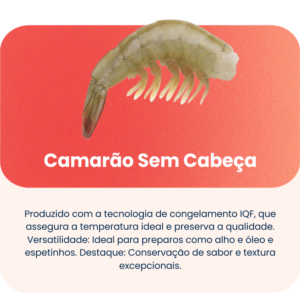 Camarão Sem Cabeça
Produzido com a tecnologia de congelamento IQF, que
assegura a temperatura ideal e preserva a qualidade.
Versatilidade: Ideal para preparos como alho e óleo e
espetinhos. Destaque: Conservação de sabor e textura
excepcionais.